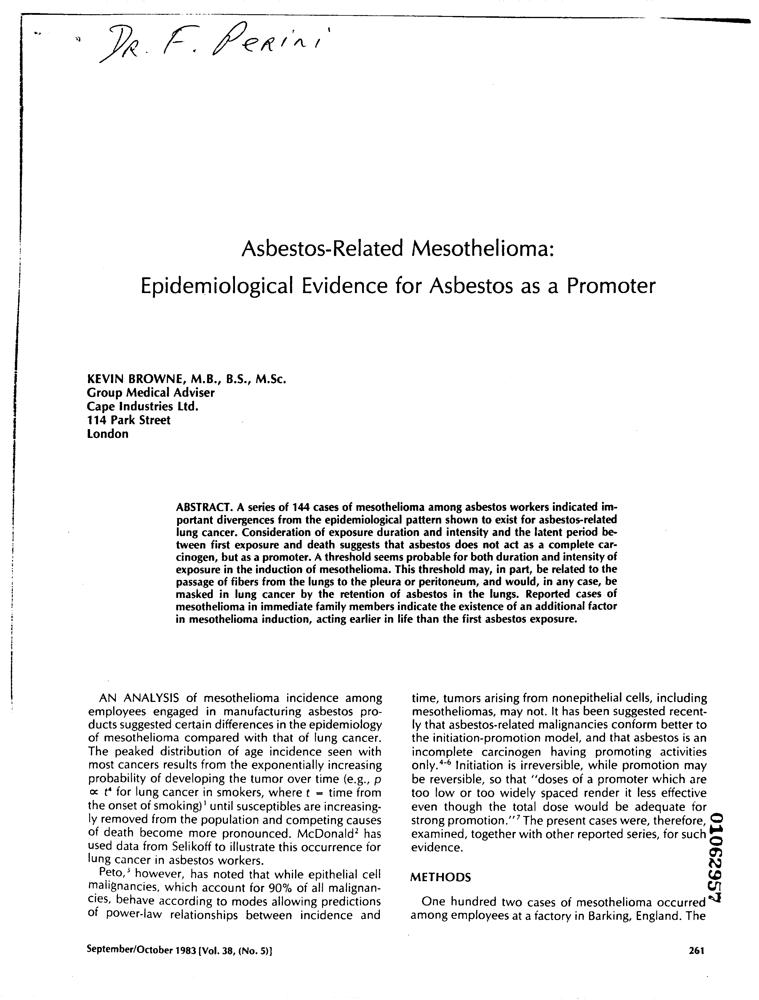 DR. F. Perini
Asbestos-Related Mesothelioma:
Epidemiological Evidence for Asbestos as a Promoter
KEVIN BROWNE, M.B., B.S., M.Sc.
Group Medical Adviser
Cape Industries Ltd.
114 Park Street
London
ABSTRACT. A series of 144 cases of mesothelioma among asbestos workers indicated im-
portant divergences from the epidemiological pattern shown to exist for asbestos-related
lung cancer. Consideration of exposure duration and intensity and the latent period be-
tween first exposure and death suggests that asbestos does not act as a complete car-
cinogen, but as a promoter. A threshold seems probable for both duration and intensity of
exposure in the induction of mesothelioma. This threshold may, in part, be related to the
passage of fibers from the lungs to the pleura or peritoneum, and would, in any case, be
masked in lung cancer by the retention of asbestos in the lungs. Reported cases of
mesothelioma in immediate family members indicate the existence of an additional factor
in mesothelioma induction, acting earlier in life than the first asbestos exposure.
AN ANALYSIS of mesothelioma incidence among
employees engaged in manufacturing asbestos pro-
ducts suggested certain differences in the epidemiology
of mesothelioma compared with that of lung cancer.
The peaked distribution of age incidence seen with
most cancers results from the exponentially increasing
probability of developing the tumor over time (e.g., p
∝ t⁴ for lung cancer in smokers, where t = time from
the onset of smoking)¹ until susceptibles are increasing-
ly removed from the population and competing causes
of death become more pronounced. McDonald² has
used data from Selikoff to illustrate this occurrence for
lung cancer in asbestos workers.
Peto,³ however, has noted that while epithelial cell
malignancies, which account for 90% of all malignan-
cies, behave according to modes allowing predictions
of power-law relationships between incidence and
time, tumors arising from nonepithelial cells, including
mesotheliomas, may not. It has been suggested recent-
ly that asbestos-related malignancies conform better to
the initiation-promotion model, and that asbestos is an
incomplete carcinogen having promoting activities
only.⁴⁻⁶ Initiation is irreversible, while promotion may
be reversible, so that "doses of a promoter which are
too low or too widely spaced render it less effective
even though the total dose would be adequate for
strong promotion."⁷ The present cases were, therefore,
examined, together with other reported series, for such
evidence.
METHODS
One hundred two cases of mesothelioma occurred
among employees at a factory in Barking, England. The
01062957
September/October 1983 [Vol. 38, (No. 5)]
261